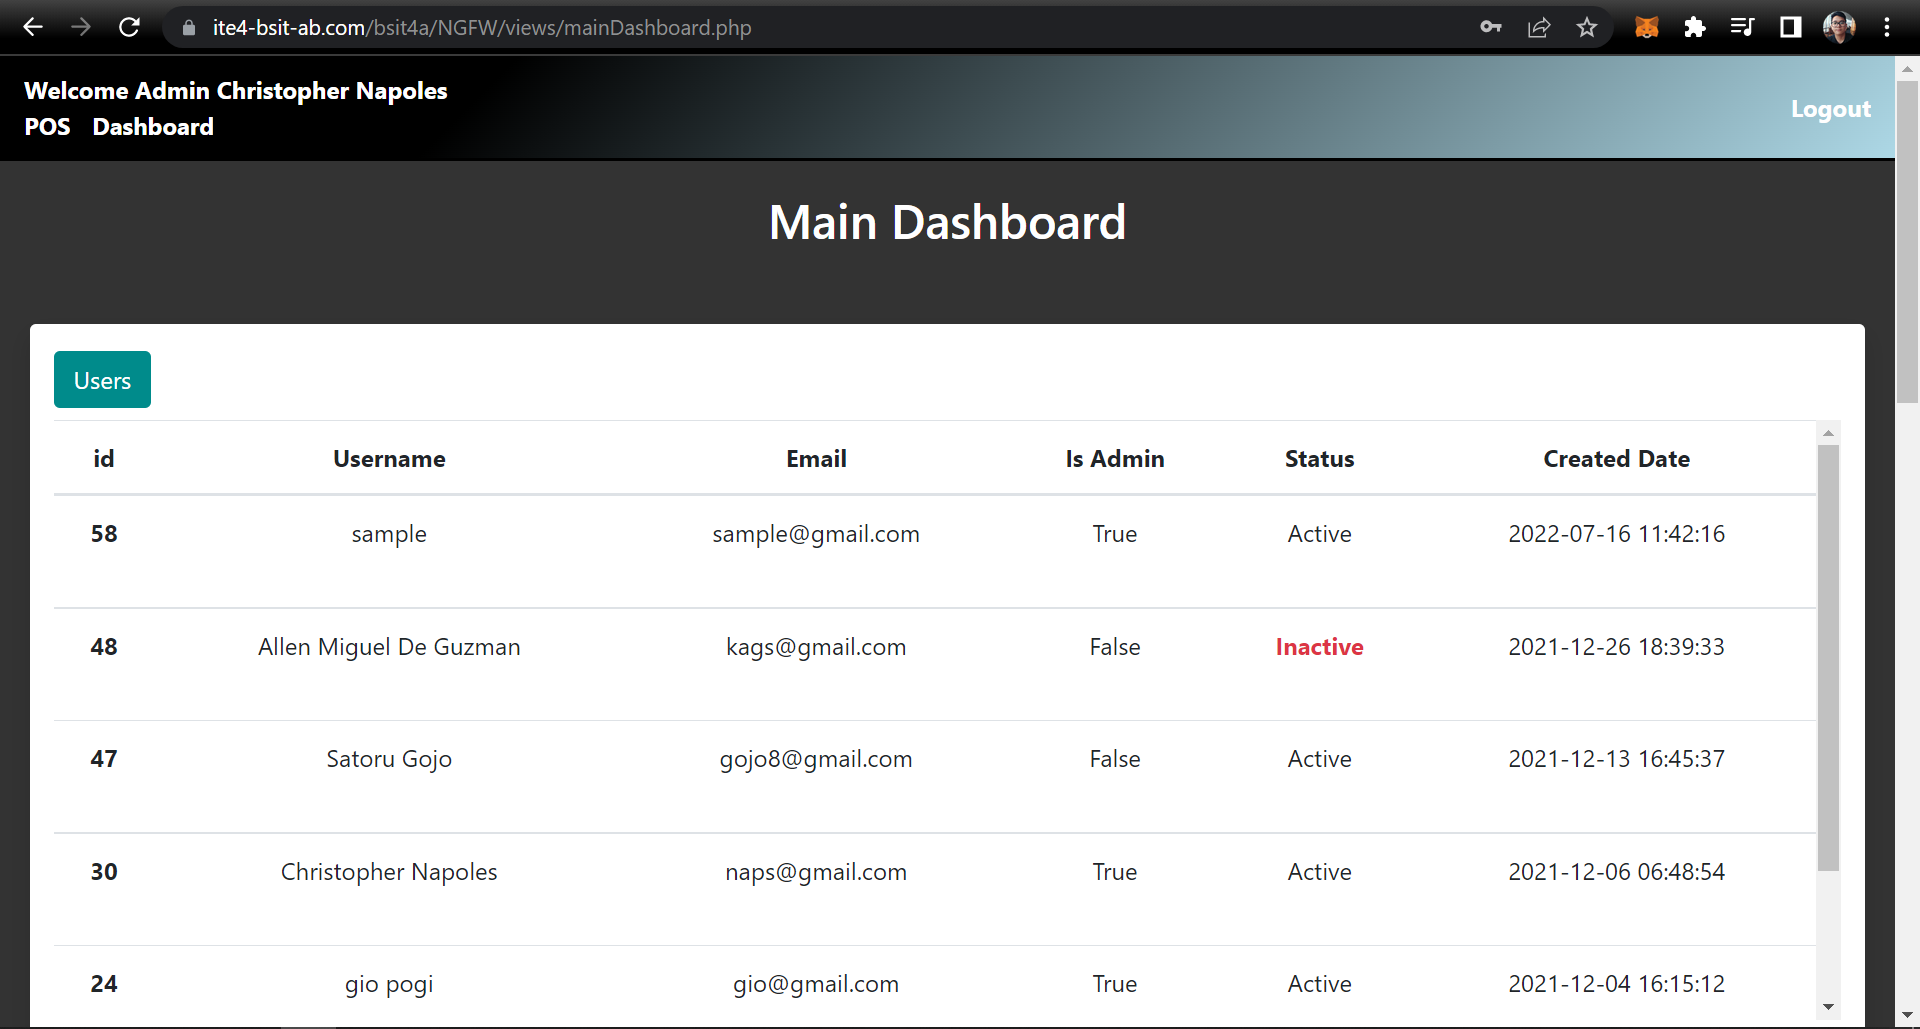 ite4-bsit-ab.com/bsit4a/NGFW/views/mainDashboard.php
Welcome Admin Christopher Napoles
POS Dashboard
Logout
Main Dashboard
Users
id Username Email Is Admin Status Created Date
58 sample sample@gmail.com True Active 2022-07-16 11:42:16
48 Allen Miguel De Guzman kags@gmail.com False Inactive 2021-12-26 18:39:33
47 Satoru Gojo gojo8@gmail.com False Active 2021-12-13 16:45:37
30 Christopher Napoles naps@gmail.com True Active 2021-12-06 06:48:54
24 gio pogi gio@gmail.com True Active 2021-12-04 16:15:12